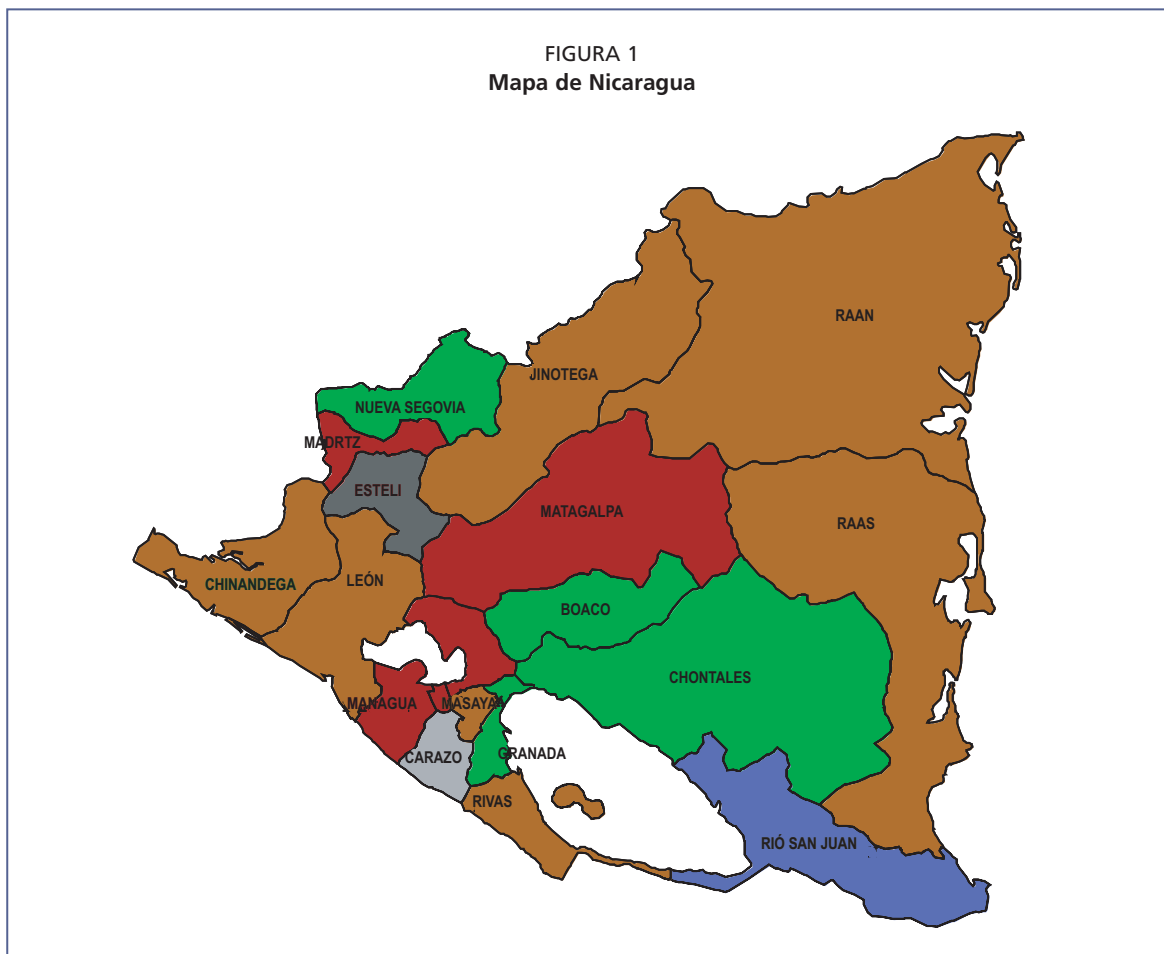 FIGURA 1
Mapa de Nicaragua
RAAN
JINOTEGA
NUEVA SEGOVIA
MADRTZ
ESTELI
MATAGALPA
RAAS
CHINANDEGA
LEÓN
BOACO
CHONTALES
MANAGUA
MASAYA
CARAZO
GRANADA
RIVAS
RIÓ SAN JUAN